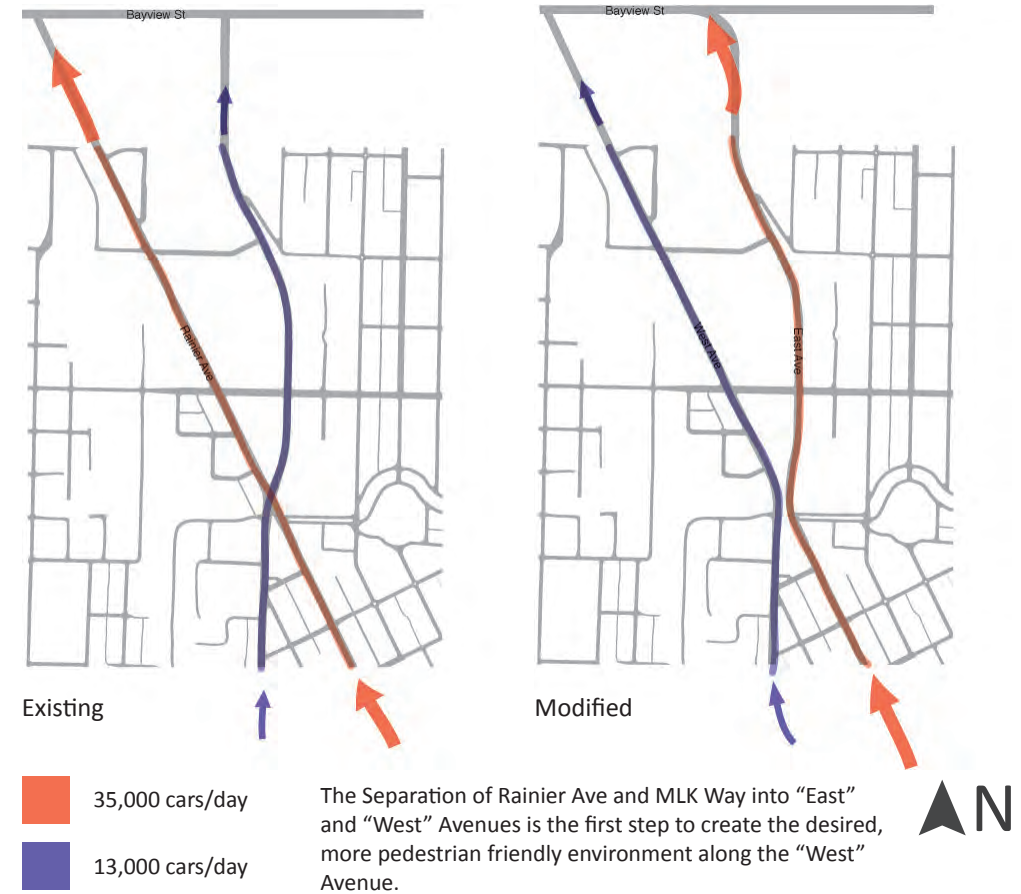 Bayview St
Bayview St
Rainier Ave
West Ave
East Ave
Existing
Modified
35,000 cars/day
13,000 cars/day
The Separation of Rainier Ave and MLK Way into “East”
and “West” Avenues is the first step to create the desired,
more pedestrian friendly environment along the “West”
Avenue.
N